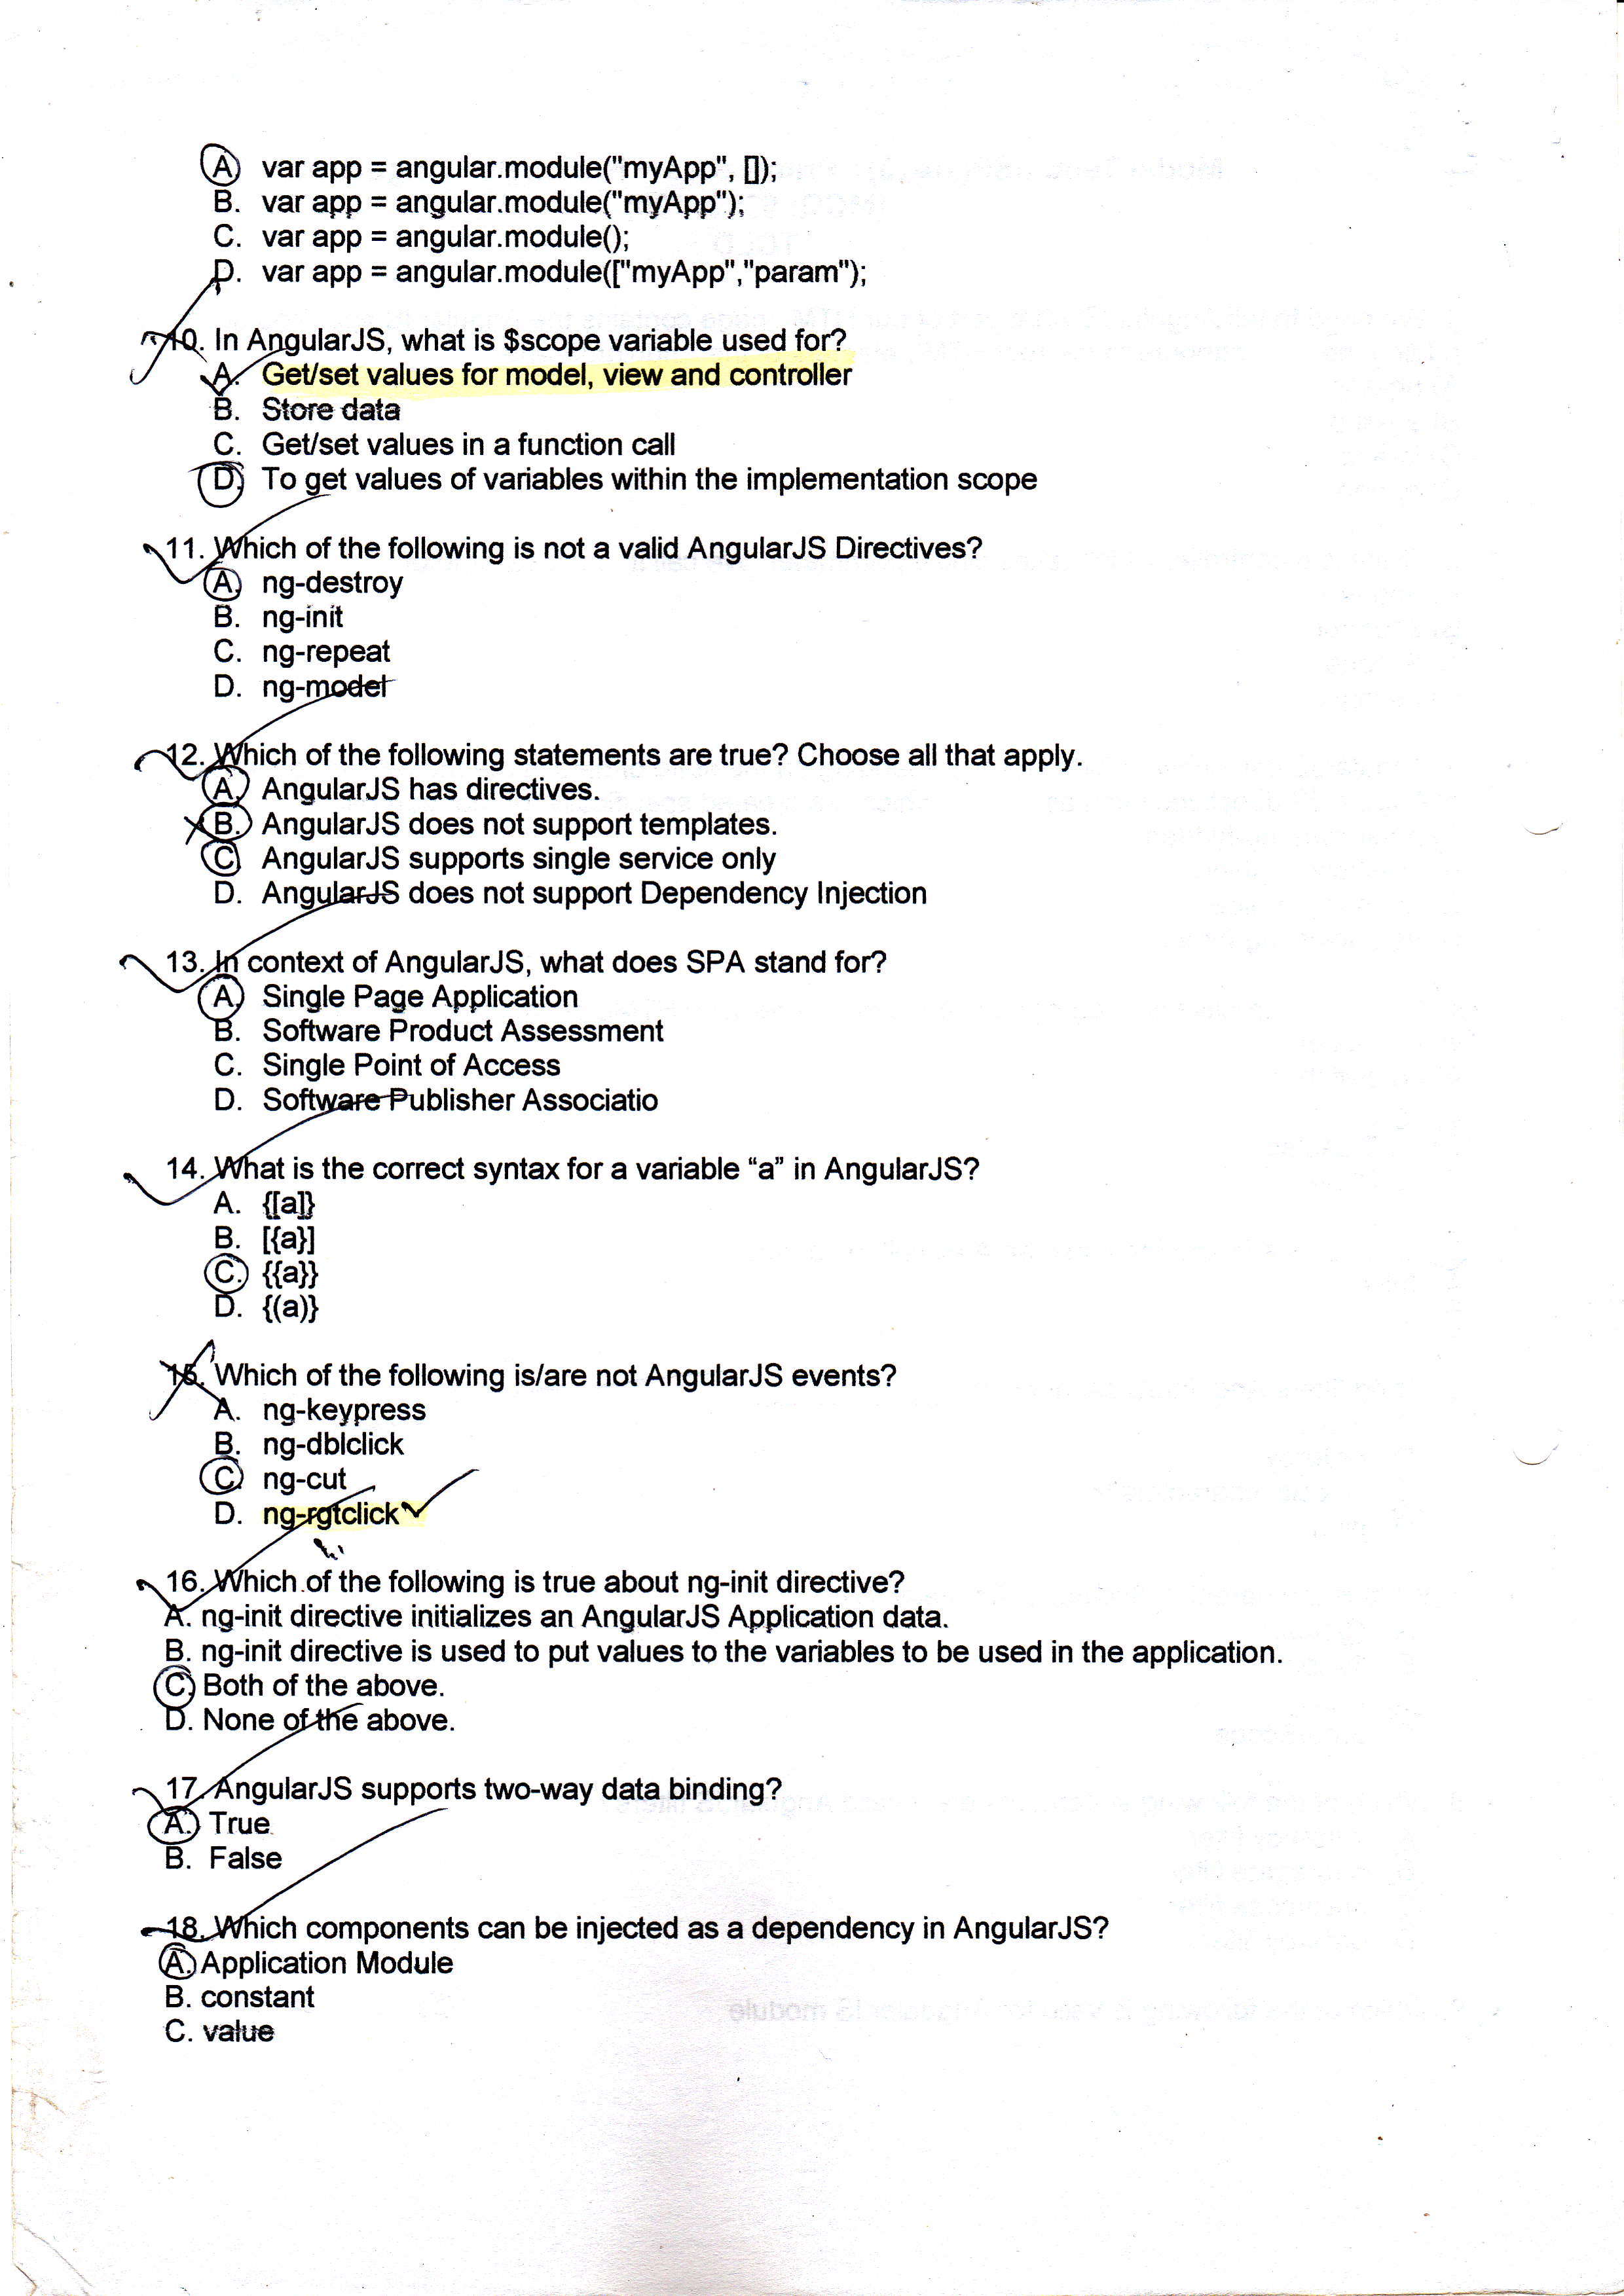 A. var app = angular.module("myApp", []);
B. var app = angular.module("myApp");
C. var app = angular.module();
D. var app = angular.module(["myApp","param");
10. In AngularJS, what is $scope variable used for?
A. Get/set values for model, view and controller
B. Store data
C. Get/set values in a function call
D. To get values of variables within the implementation scope
11. Which of the following is not a valid AngularJS Directives?
A. ng-destroy
B. ng-init
C. ng-repeat
D. ng-model
12. Which of the following statements are true? Choose all that apply.
A. AngularJS has directives.
B. AngularJS does not support templates.
C. AngularJS supports single service only
D. AngularJS does not support Dependency Injection
13. In context of AngularJS, what does SPA stand for?
A. Single Page Application
B. Software Product Assessment
C. Single Point of Access
D. Software Publisher Associatio
14. What is the correct syntax for a variable “a” in AngularJS?
A. {[a]}
B. [{a}]
C. {{a}}
D. {(a)}
15. Which of the following is/are not AngularJS events?
A. ng-keypress
B. ng-dblclick
C. ng-cut
D. ng-rgtclick
16. Which of the following is true about ng-init directive?
A. ng-init directive initializes an AngularJS Application data.
B. ng-init directive is used to put values to the variables to be used in the application.
C. Both of the above.
D. None of the above.
17. AngularJS supports two-way data binding?
A. True
B. False
18. Which components can be injected as a dependency in AngularJS?
A. Application Module
B. constant
C. value